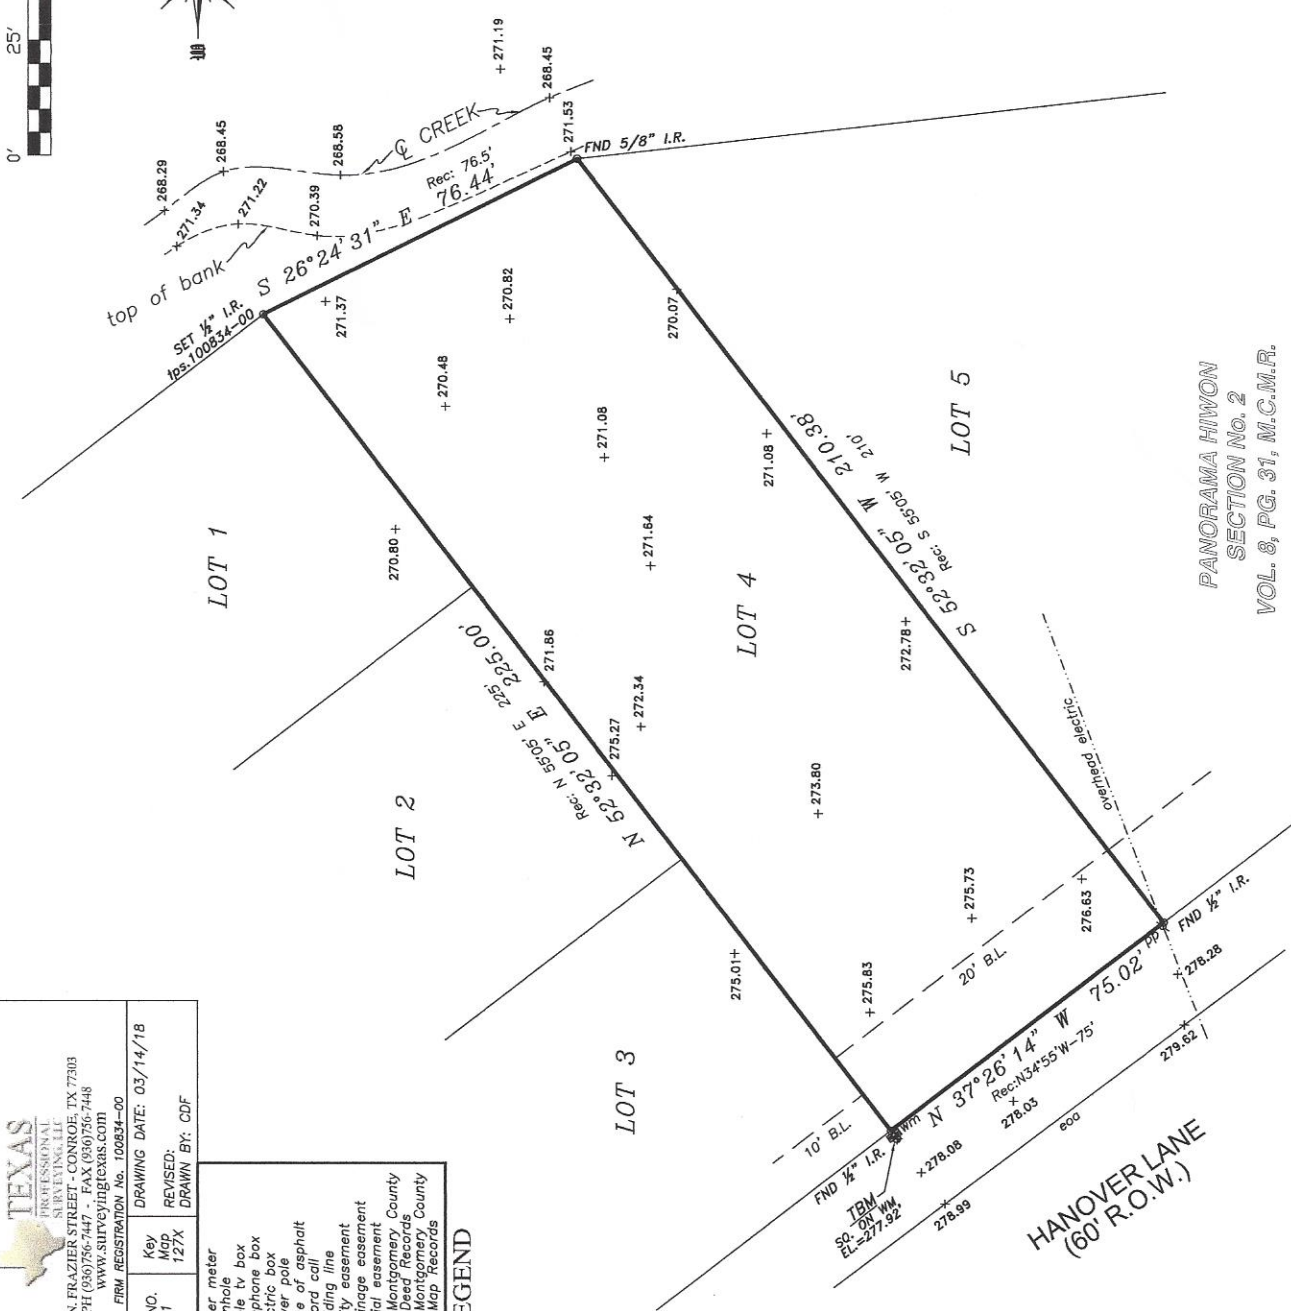 0' 25'
268.29
268.45
271.34
271.22
268.58
270.39
℄ CREEK
271.19
268.45
271.53
top of bank
S 26°24'31" E 76.44'
Rec: 76.5'
FND 5/8" I.R.
SET ½" I.R.
tps.100834-00
271.37
270.82
270.48
271.08
270.07
LOT 1
270.80
271.64
271.08
LOT 5
S 52°32'05" W 210.38'
Rec: S 55°05' W 210'
LOT 4
271.86
272.34
272.78
275.27
Rec: N 55°05' E 225'
N 52°32'05" E 225.00'
LOT 2
273.80
overhead electric
PANORAMA HIWON
SECTION No. 2
VOL. 8, PG. 31, M.C.M.R.
275.73
276.63
275.01
275.83
20' B.L.
LOT 3
10' B.L.
FND ½" I.R.
wm
N 37°26'14" W 75.02'
Rec:N34°55'W-75'
pp
FND ½" I.R.
278.28
279.62
278.03
eoa
278.08
278.99
TBM
SQ. ON WM
EL.=277.92'
HANOVER LANE
(60' R.O.W.)
TEXAS
PROFESSIONAL
SURVEYING, LLC
N. FRAZIER STREET - CONROE, TX 77303
PH (936)756-7447 - FAX (936)756-7448
www.surveyingtexas.com
FIRM REGISTRATION No. 100834-00
NO.
1
Key
Map
127X
DRAWING DATE: 03/14/18
REVISED:
DRAWN BY: CDF
er meter
nhole
le tv box
phone box
ctric box
er pole
e of asphalt
ord call
ding line
ty easement
inage easement
ial easement
Montgomery County
Deed Records
Montgomery County
Map Records
EGEND